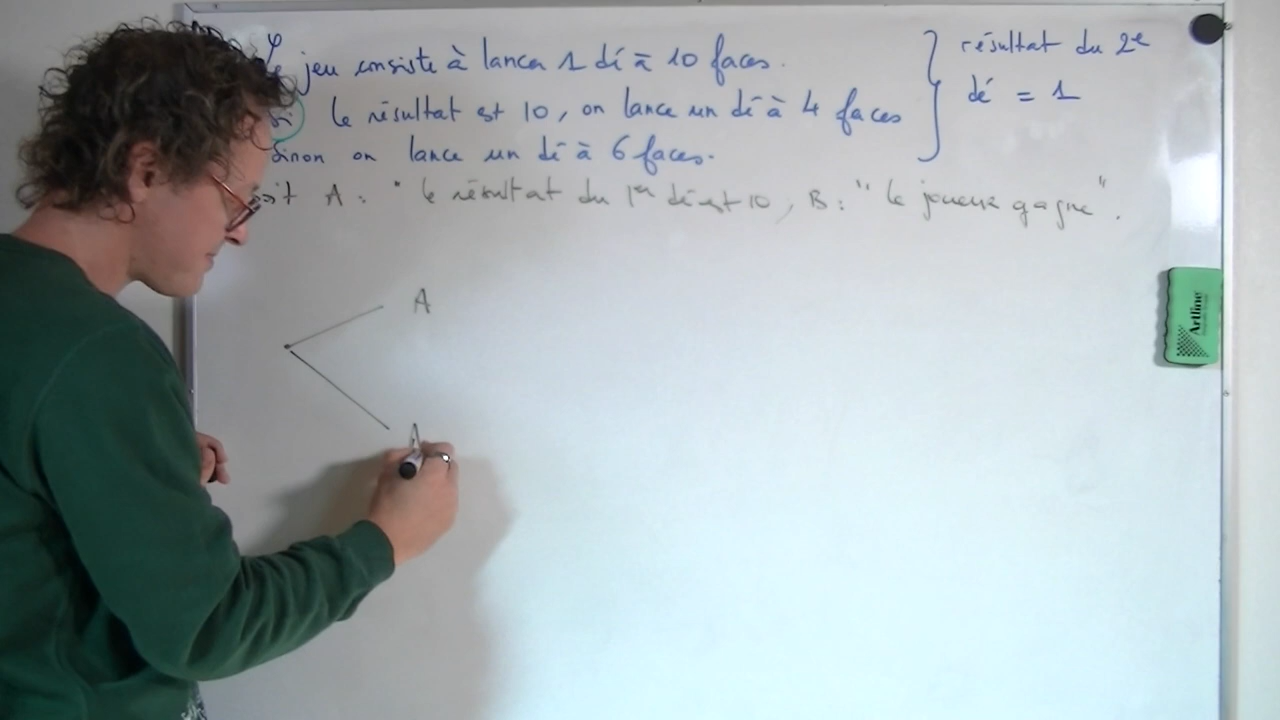 Le jeu consiste à lancer 1 dé à 10 faces.
Si le résultat est 10, on lance un dé à 4 faces
Sinon on lance un dé à 6 faces.
résultat du 2e
dé = 1
Soit A : "le résultat du 1er dé est 10, B : "le joueur gagne".
A
A
Artline